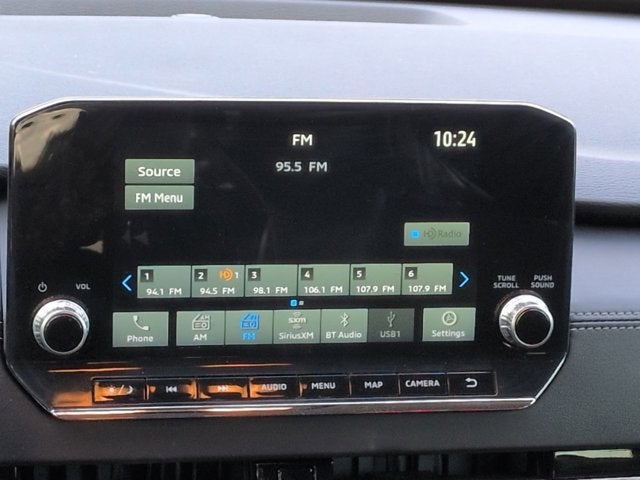 FM
10:24
95.5 FM
Source
FM Menu
HD Radio
1 2 HD 1 3 4 5 6
94.1 FM 94.5 FM 98.1 FM 106.1 FM 107.9 FM 107.9 FM
VOL
TUNE SCROLL
PUSH SOUND
Phone AM FM SiriusXM BT Audio USB1 Settings
AUDIO MENU MAP CAMERA